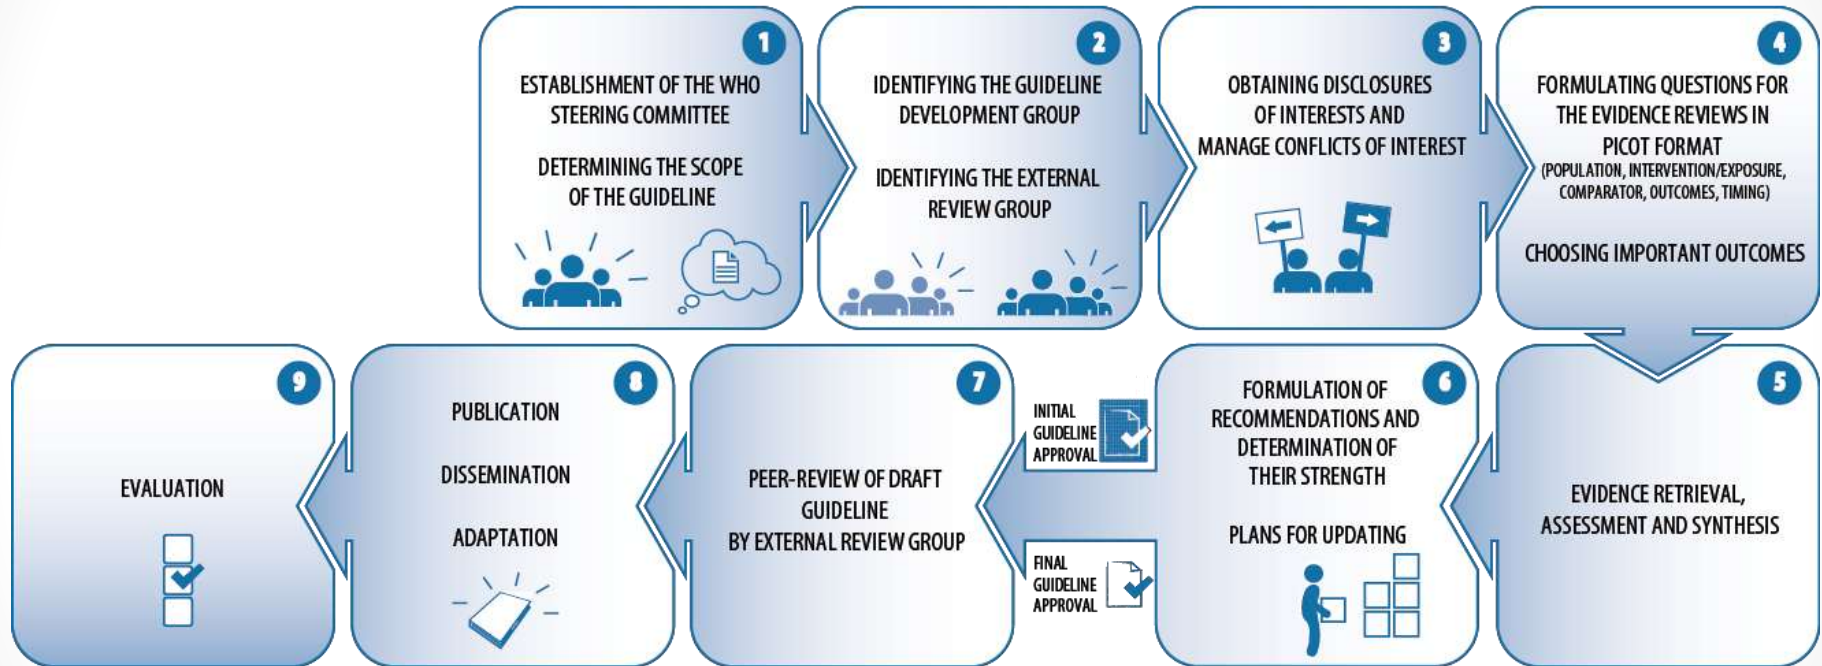 1
ESTABLISHMENT OF THE WHO
STEERING COMMITTEE
DETERMINING THE SCOPE
OF THE GUIDELINE
2
IDENTIFYING THE GUIDELINE
DEVELOPMENT GROUP
IDENTIFYING THE EXTERNAL
REVIEW GROUP
3
OBTAINING DISCLOSURES
OF INTERESTS AND
MANAGE CONFLICTS OF INTEREST
4
FORMULATING QUESTIONS FOR
THE EVIDENCE REVIEWS IN
PICOT FORMAT
(POPULATION, INTERVENTION/EXPOSURE,
COMPARATOR, OUTCOMES, TIMING)
CHOOSING IMPORTANT OUTCOMES
5
EVIDENCE RETRIEVAL,
ASSESSMENT AND SYNTHESIS
6
FORMULATION OF
RECOMMENDATIONS AND
DETERMINATION OF
THEIR STRENGTH
PLANS FOR UPDATING
INITIAL
GUIDELINE
APPROVAL
FINAL
GUIDELINE
APPROVAL
7
PEER-REVIEW OF DRAFT
GUIDELINE
BY EXTERNAL REVIEW GROUP
8
PUBLICATION
DISSEMINATION
ADAPTATION
9
EVALUATION